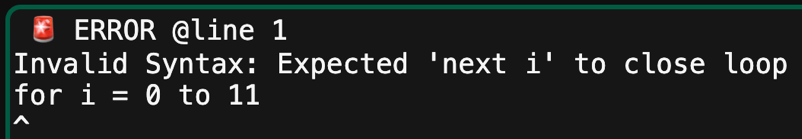 🚨 ERROR @line 1
Invalid Syntax: Expected 'next i' to close loop
for i = 0 to 11
^